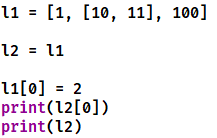 l1 = [1, [10, 11], 100]
l2 = l1
l1[0] = 2
print(l2[0])
print(l2)